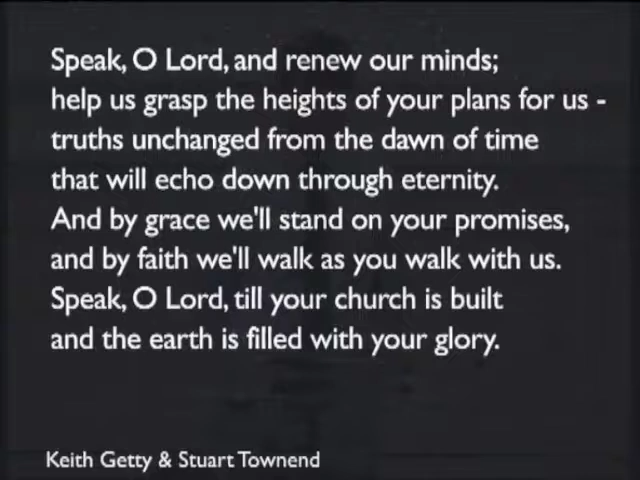 Speak, O Lord, and renew our minds;
help us grasp the heights of your plans for us -
truths unchanged from the dawn of time
that will echo down through eternity.
And by grace we'll stand on your promises,
and by faith we'll walk as you walk with us.
Speak, O Lord, till your church is built
and the earth is filled with your glory.
Keith Getty & Stuart Townend